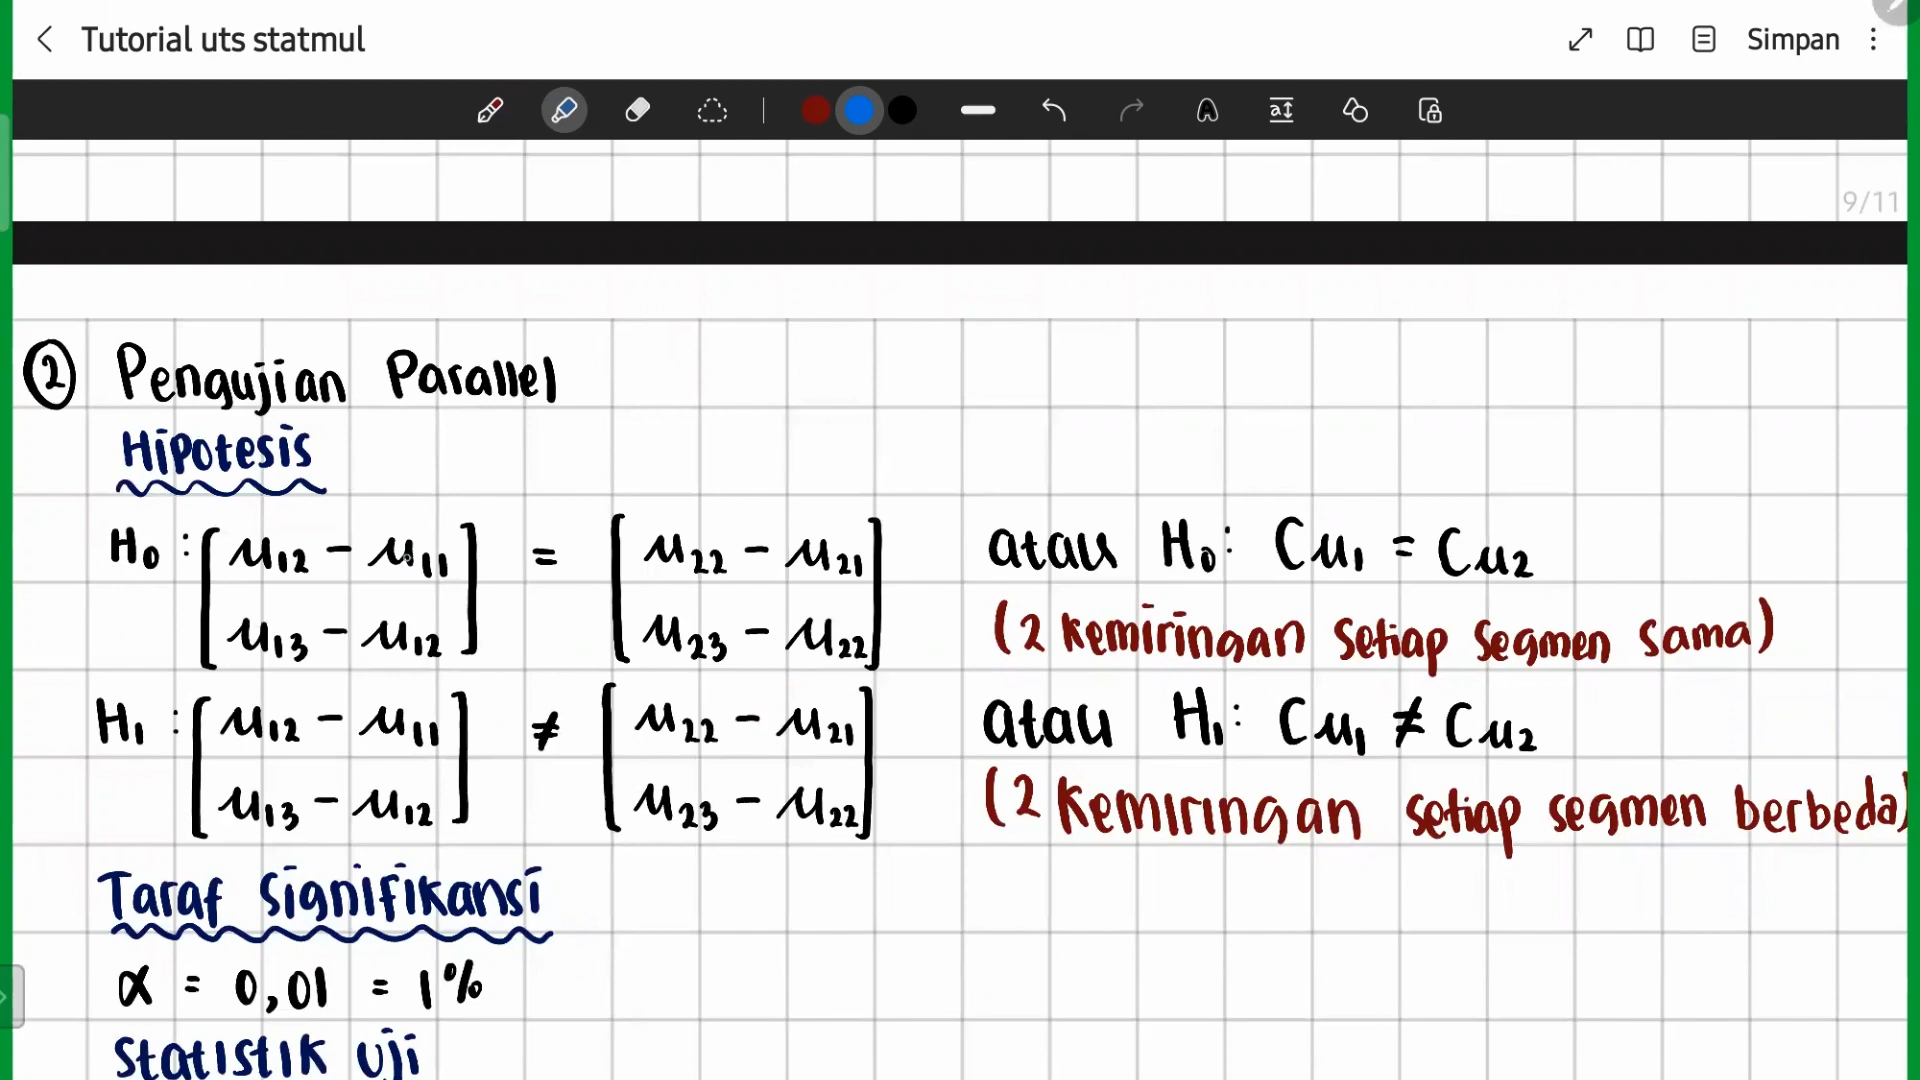 Tutorial uts statmul
Simpan
9/11
② Pengujian Parallel
Hipotesis
H₀ : [μ₁₂ − μ₁₁ ; μ₁₃ − μ₁₂] = [μ₂₂ − μ₂₁ ; μ₂₃ − μ₂₂] atau H₀ : Cμ₁ = Cμ₂
(2 kemiringan setiap segmen sama)
H₁ : [μ₁₂ − μ₁₁ ; μ₁₃ − μ₁₂] ≠ [μ₂₂ − μ₂₁ ; μ₂₃ − μ₂₂] atau H₁ : Cμ₁ ≠ Cμ₂
(2 kemiringan setiap segmen berbeda)
Taraf signifikansi
α = 0,01 = 1%
Statistik uji